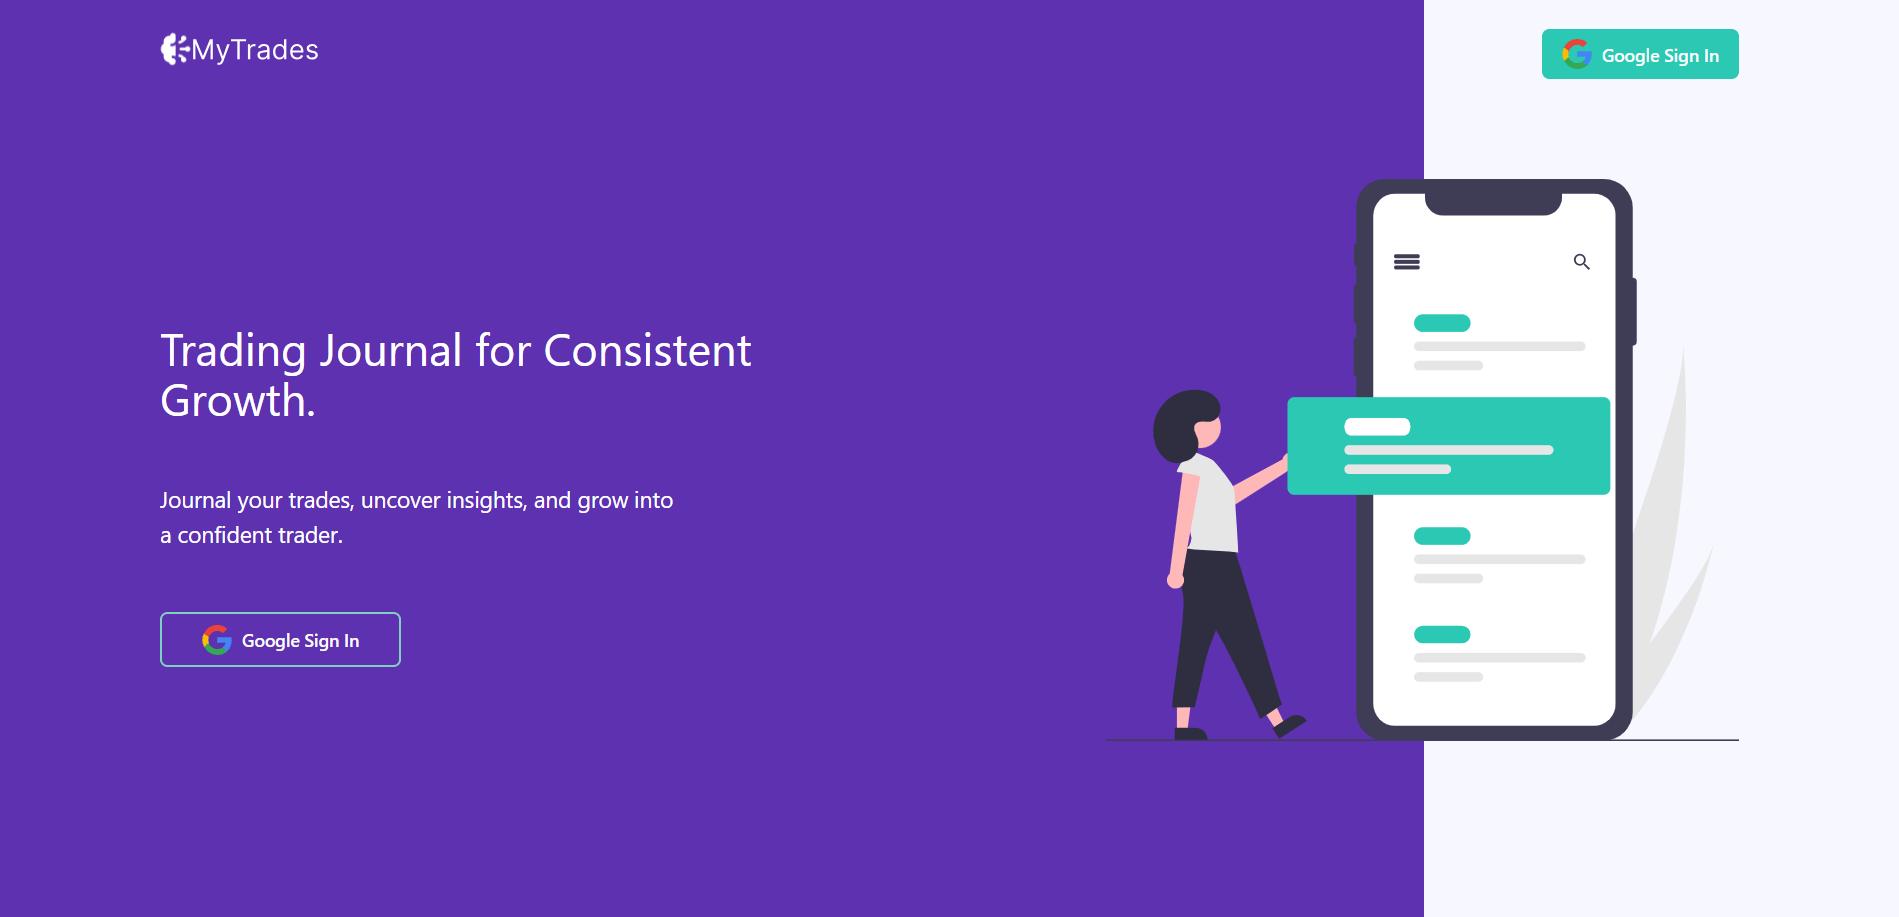 MyTrades
Google Sign In
Trading Journal for Consistent
Growth.
Journal your trades, uncover insights, and grow into
a confident trader.
Google Sign In